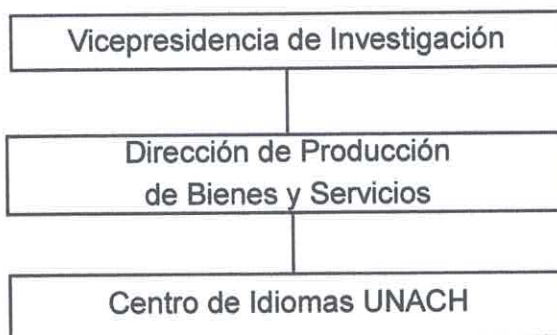 Vicepresidencia de Investigación
Dirección de Producción
de Bienes y Servicios
Centro de Idiomas UNACH